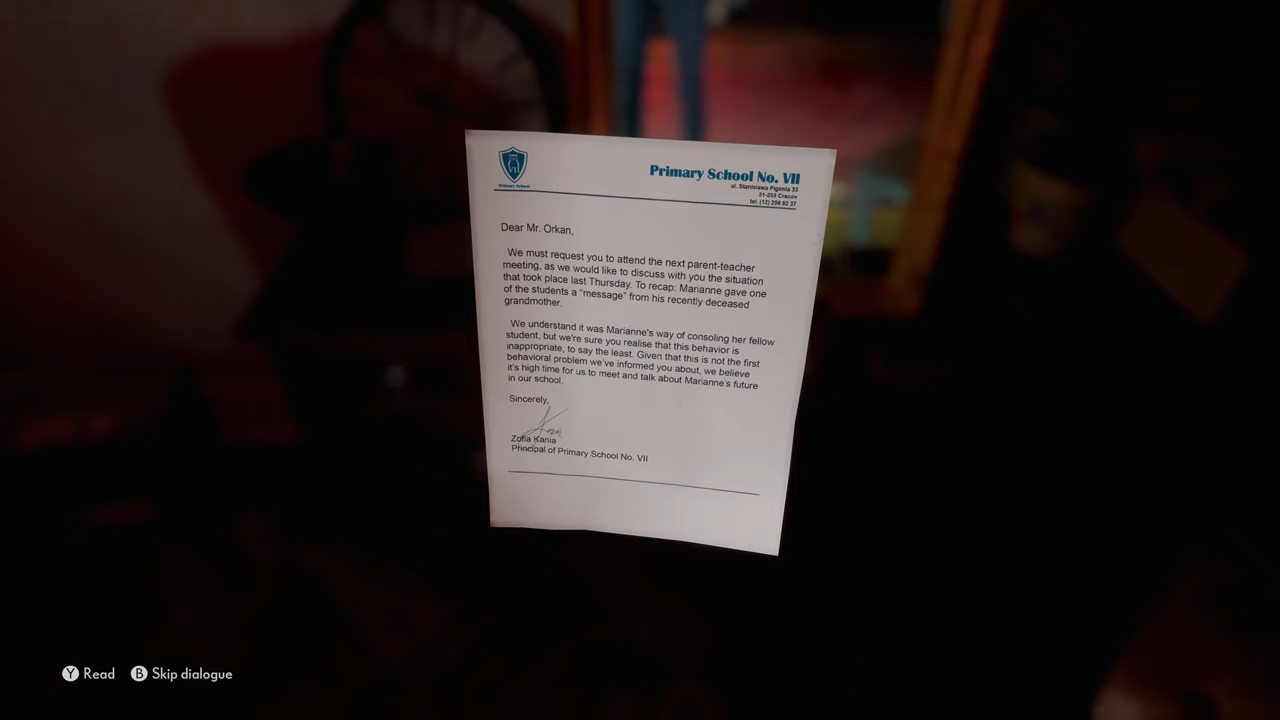 VII
Primary School
Primary School No. VII
ul. Stanislawa Pigonia 33
31-233 Cracov
tel. (12) 256 62 37
Dear Mr. Orkan,
We must request you to attend the next parent-teacher
meeting, as we would like to discuss with you the situation
that took place last Thursday. To recap: Marianne gave one
of the students a "message" from his recently deceased
grandmother.
We understand it was Marianne's way of consoling her fellow
student, but we're sure you realise that this behavior is
inappropriate, to say the least. Given that this is not the first
behavioral problem we've informed you about, we believe
it's high time for us to meet and talk about Marianne's future
in our school.
Sincerely,
Zofia Kania
Principal of Primary School No. VII
Y Read B Skip dialogue